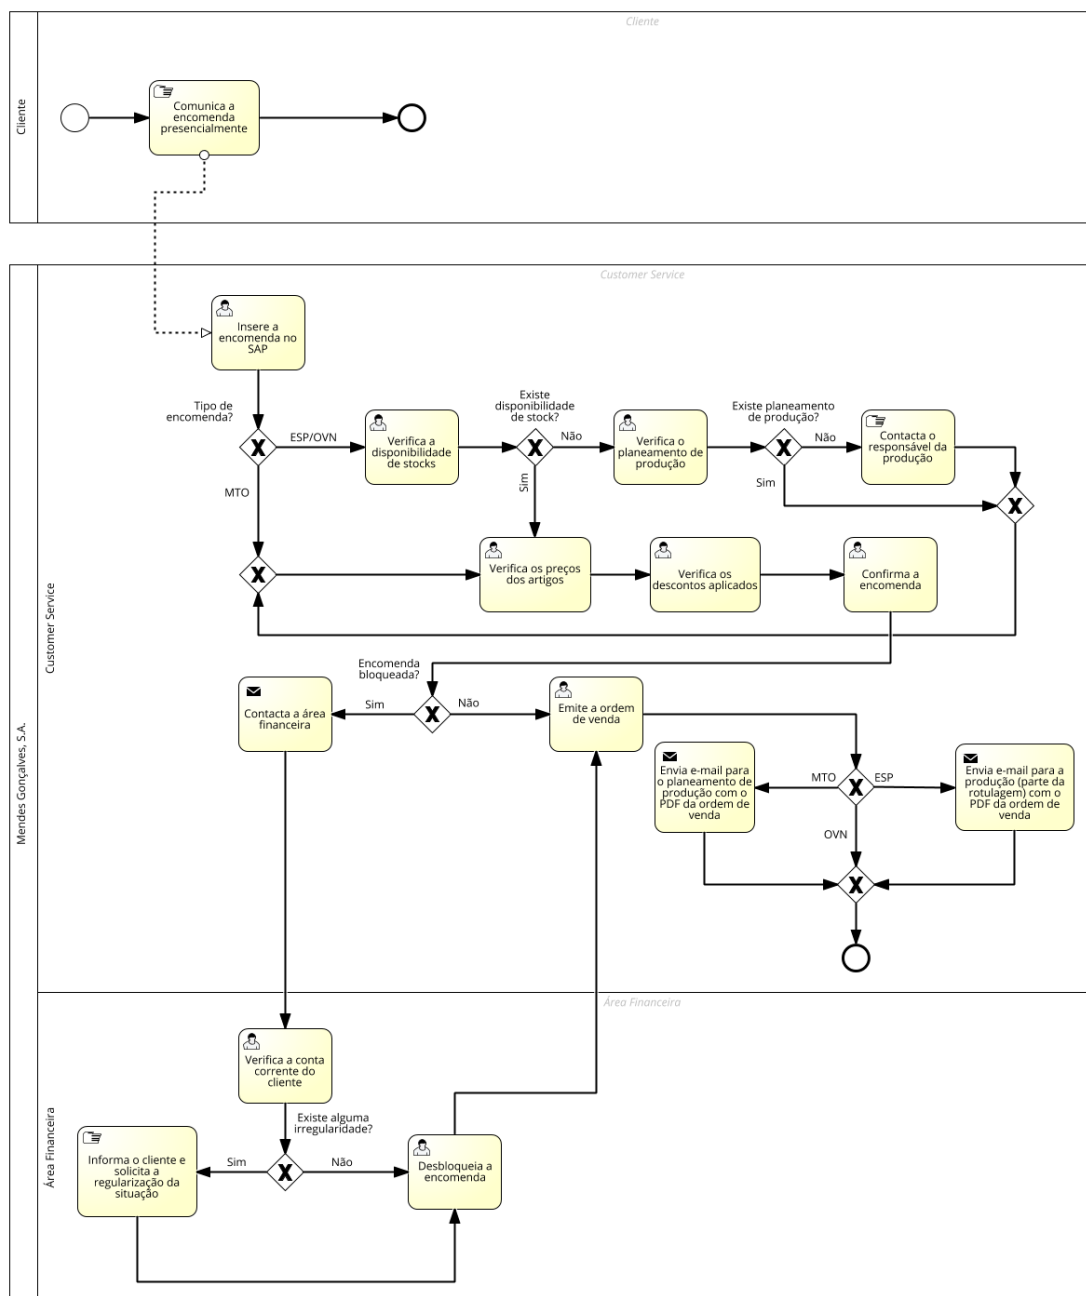 Cliente
Cliente
Comunica a
encomenda
presencialmente
Mendes Gonçalves, S.A.
Customer Service
Customer Service
Insere a
encomenda no
SAP
Tipo de
encomenda?
ESP/OVN
MTO
Verifica a
disponibilidade
de stocks
Existe
disponibilidade
de stock?
Não
Sim
Verifica o
planeamento de
produção
Existe planeamento
de produção?
Não
Sim
Contacta o
responsável da
produção
Verifica os preços
dos artigos
Verifica os
descontos aplicados
Confirma a
encomenda
Encomenda
bloqueada?
Sim
Não
Contacta a área
financeira
Emite a ordem
de venda
Envia e-mail para
o planeamento de
produção com o
PDF da ordem de
venda
MTO
ESP
OVN
Envia e-mail para a
produção (parte da
rotulagem) com o
PDF da ordem de
venda
Área Financeira
Área Financeira
Verifica a conta
corrente do
cliente
Existe alguma
irregularidade?
Sim
Não
Informa o cliente e
solicita a
regularização da
situação
Desbloqueia a
encomenda